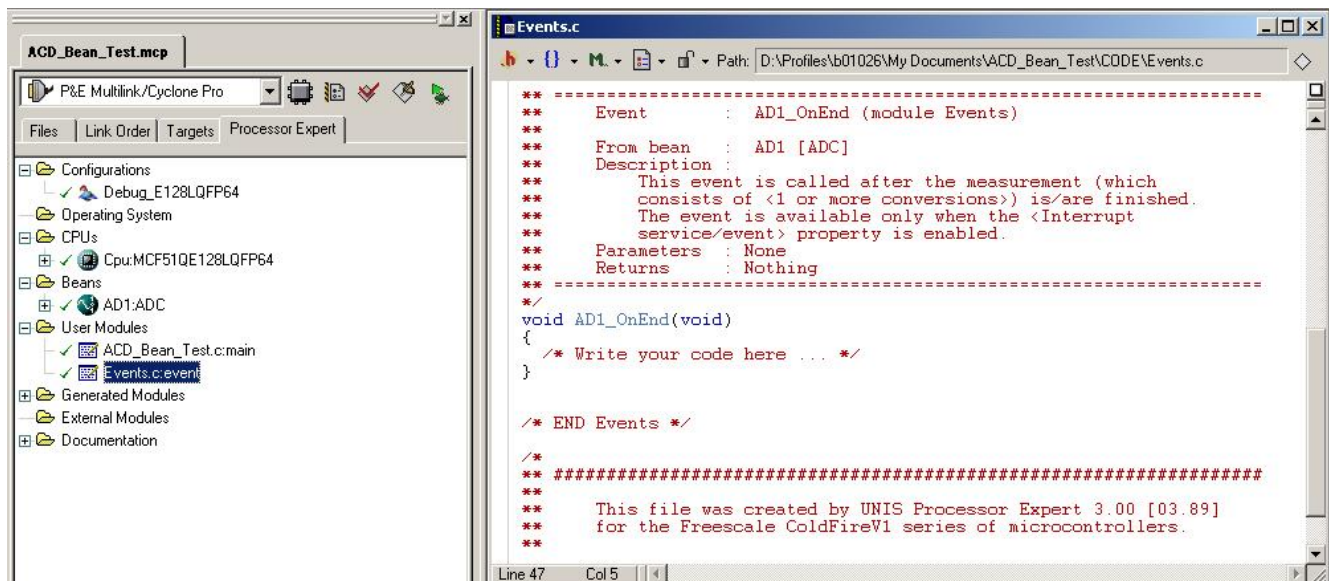 ACD_Bean_Test.mcp
P&E Multilink/Cyclone Pro
Files Link Order Targets Processor Expert
Configurations
Debug_E128LQFP64
Operating System
CPUs
Cpu:MCF51QE128LQFP64
Beans
AD1:ADC
User Modules
ACD_Bean_Test.c:main
Events.c:event
Generated Modules
External Modules
Documentation
Events.c
.h {} M. Path: D:\Profiles\b01026\My Documents\ACD_Bean_Test\CODE\Events.c
** ===================================================================
** Event : AD1_OnEnd (module Events)
**
** From bean : AD1 [ADC]
** Description :
** This event is called after the measurement (which
** consists of <1 or more conversions>) is/are finished.
** The event is available only when the <Interrupt
** service/event> property is enabled.
** Parameters : None
** Returns : Nothing
** ===================================================================
*/
void AD1_OnEnd(void)
{
/* Write your code here ... */
}
/* END Events */
/*
** ###################################################################
**
** This file was created by UNIS Processor Expert 3.00 [03.89]
** for the Freescale ColdFireV1 series of microcontrollers.
**
Line 47 Col 5